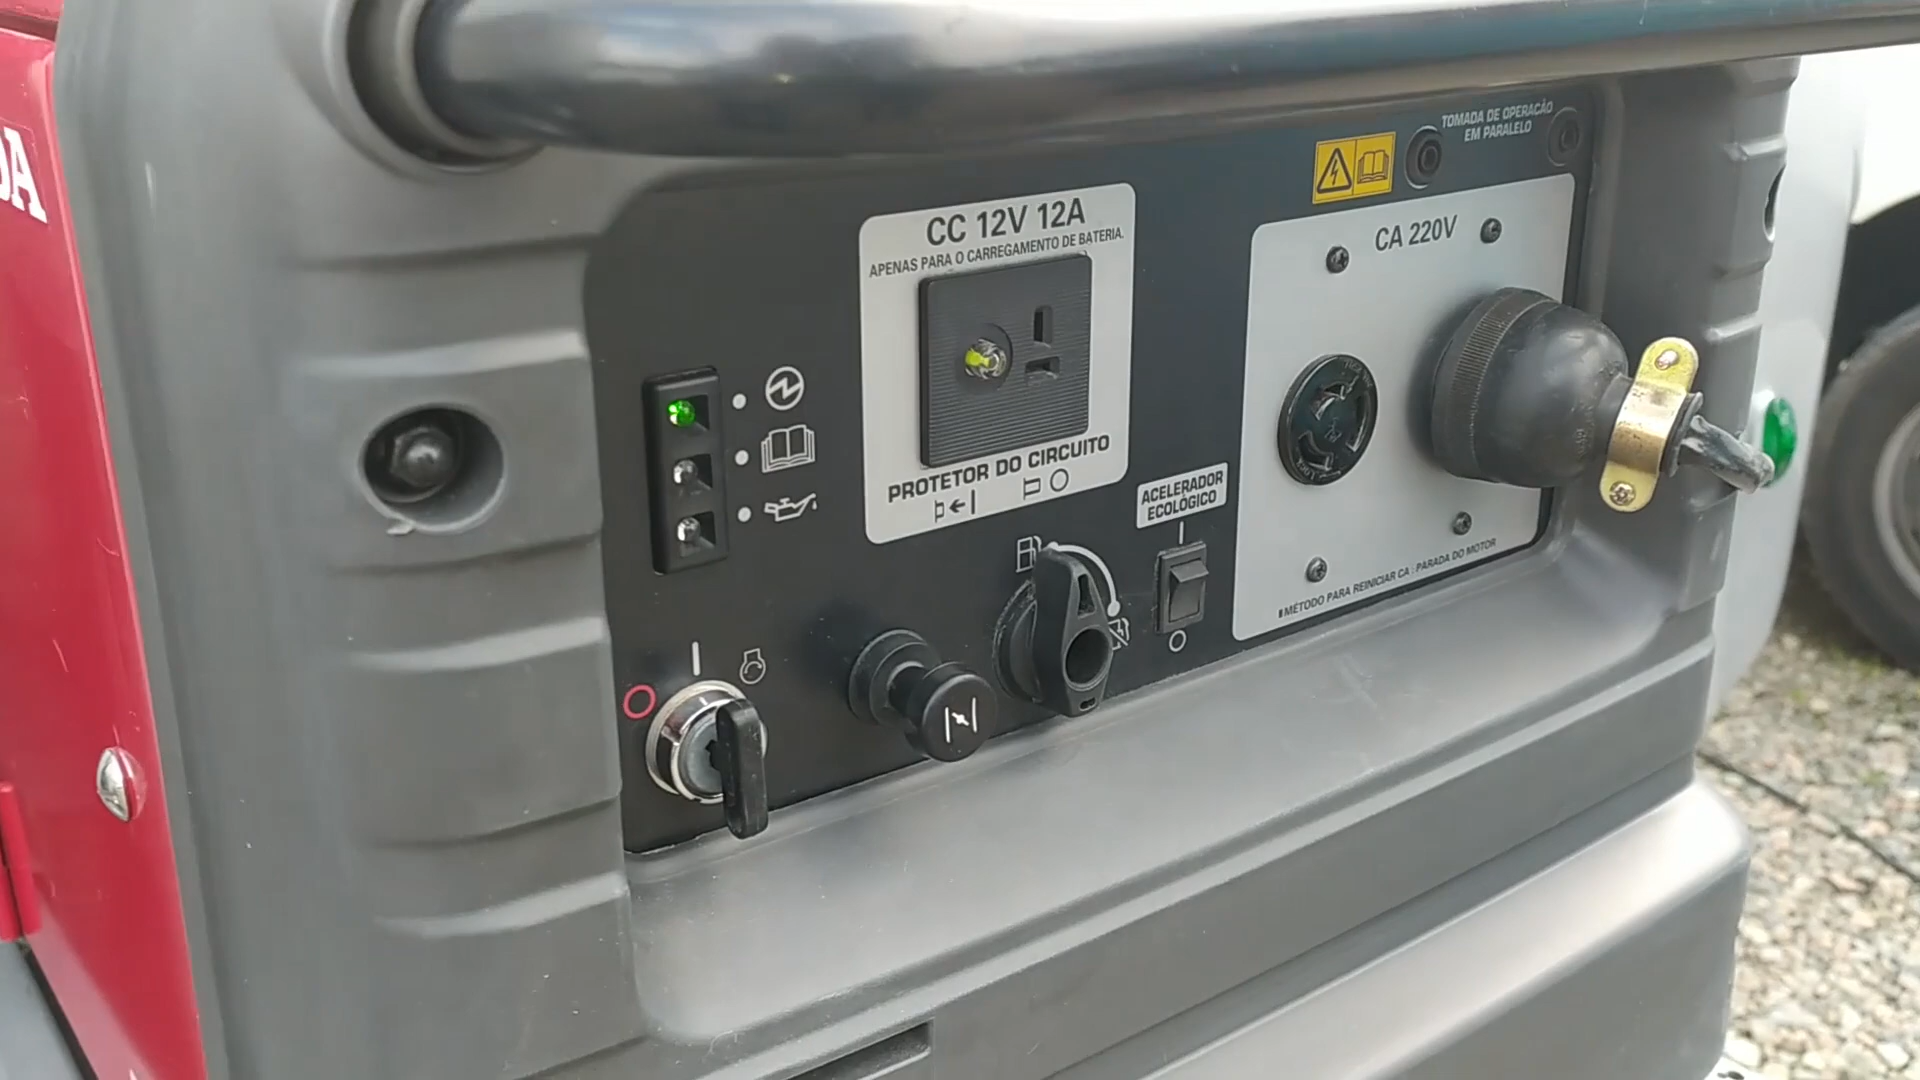 DA
TOMADA DE OPERAÇÃO
EM PARALELO
CC 12V 12A
APENAS PARA O CARREGAMENTO DE BATERIA.
PROTETOR DO CIRCUITO
ACELERADOR
ECOLÓGICO
CA 220V
MÉTODO PARA REINICIAR CA : PARADA DO MOTOR